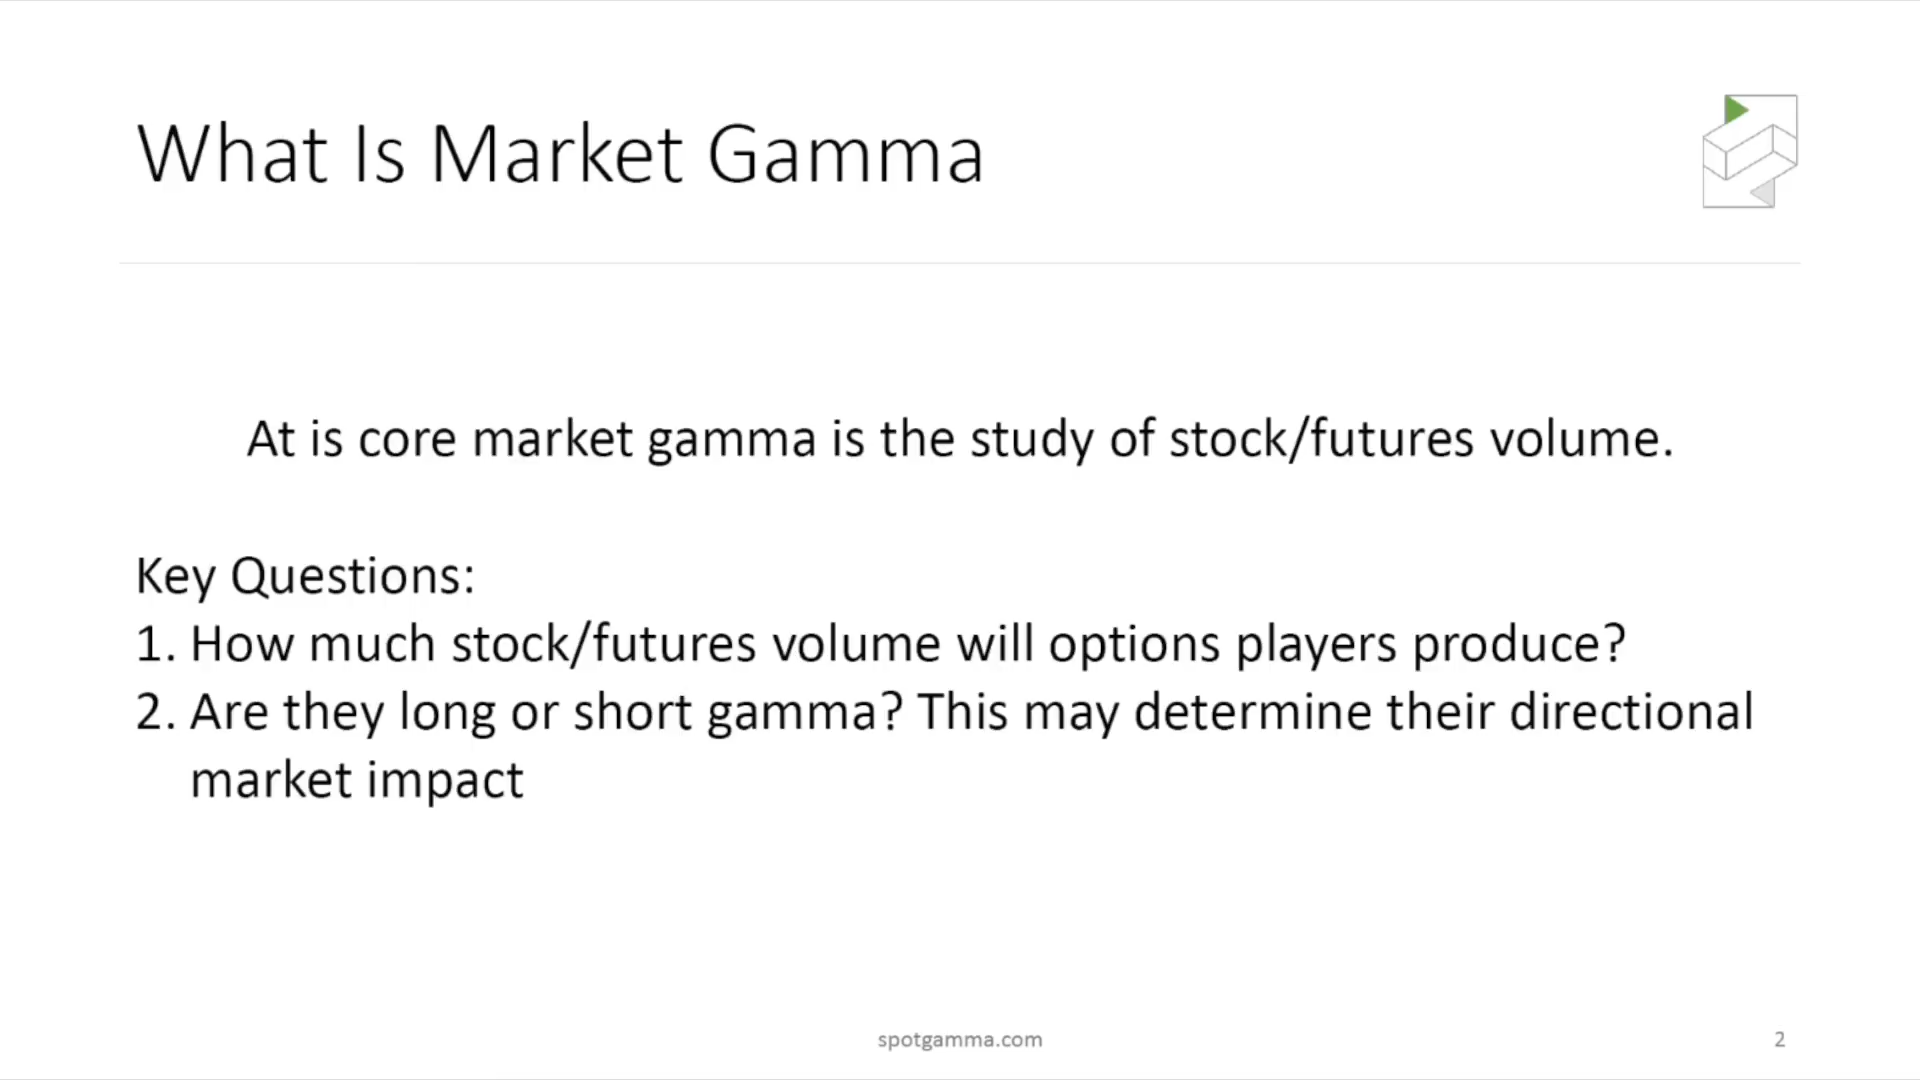 What Is Market Gamma
At is core market gamma is the study of stock/futures volume.
Key Questions:
1. How much stock/futures volume will options players produce?
2. Are they long or short gamma? This may determine their directional
market impact
spotgamma.com
2